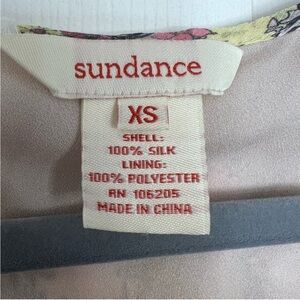 sundance
XS
SHELL:
100% SILK
LINING:
100% POLYESTER
RN 106205
MADE IN CHINA